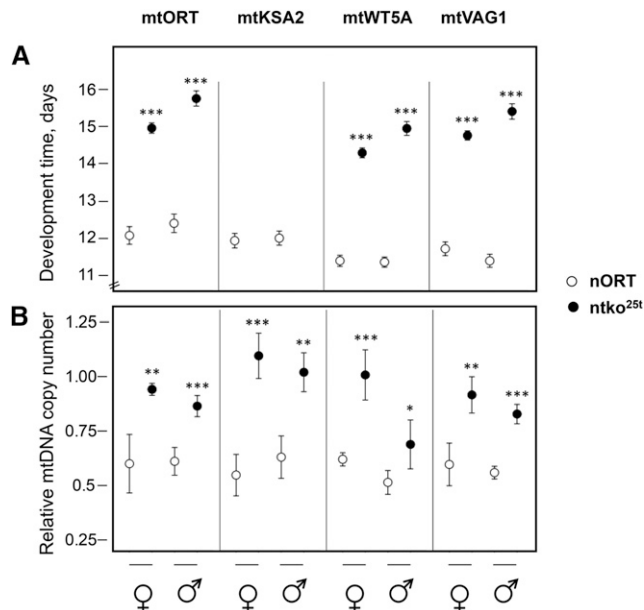 mtORT mtKSA2 mtWT5A mtVAG1
A
Development time, days
16
15
14
13
12
11
*** *** *** *** *** ***
nORT
ntko²⁵ᵗ
B
Relative mtDNA copy number
1.25
1.00
0.75
0.5
0.25
** *** *** ** *** * ** ***
♀ ♂ ♀ ♂ ♀ ♂ ♀ ♂